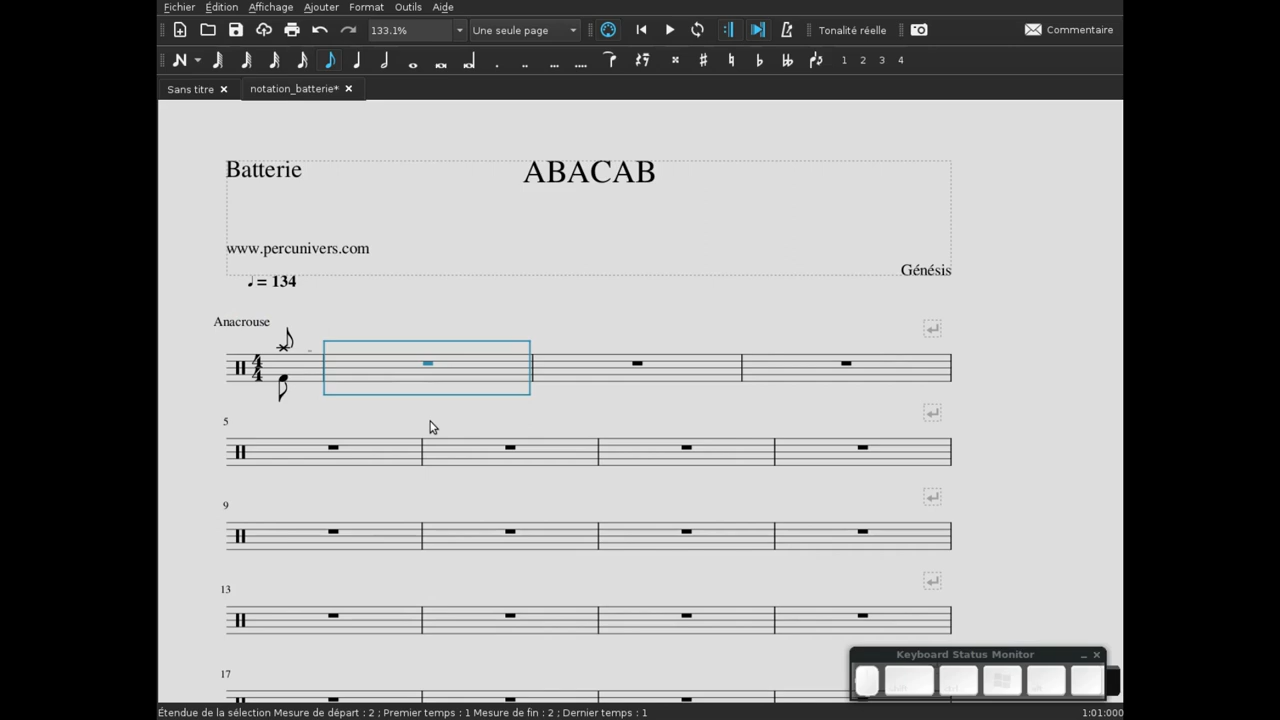 Fichier Édition Affichage Ajouter Format Outils Aide
133.1% Une seule page Tonalité réelle Commentaire
1 2 3 4
Sans titre notation_batterie*
Batterie ABACAB
www.percunivers.com
Génésis
= 134
Anacrouse
4
4
5
9
13
17
Keyboard Status Monitor
Étendue de la sélection Mesure de départ : 2 ; Premier temps : 1 Mesure de fin : 2 ; Dernier temps : 1 1:01:000